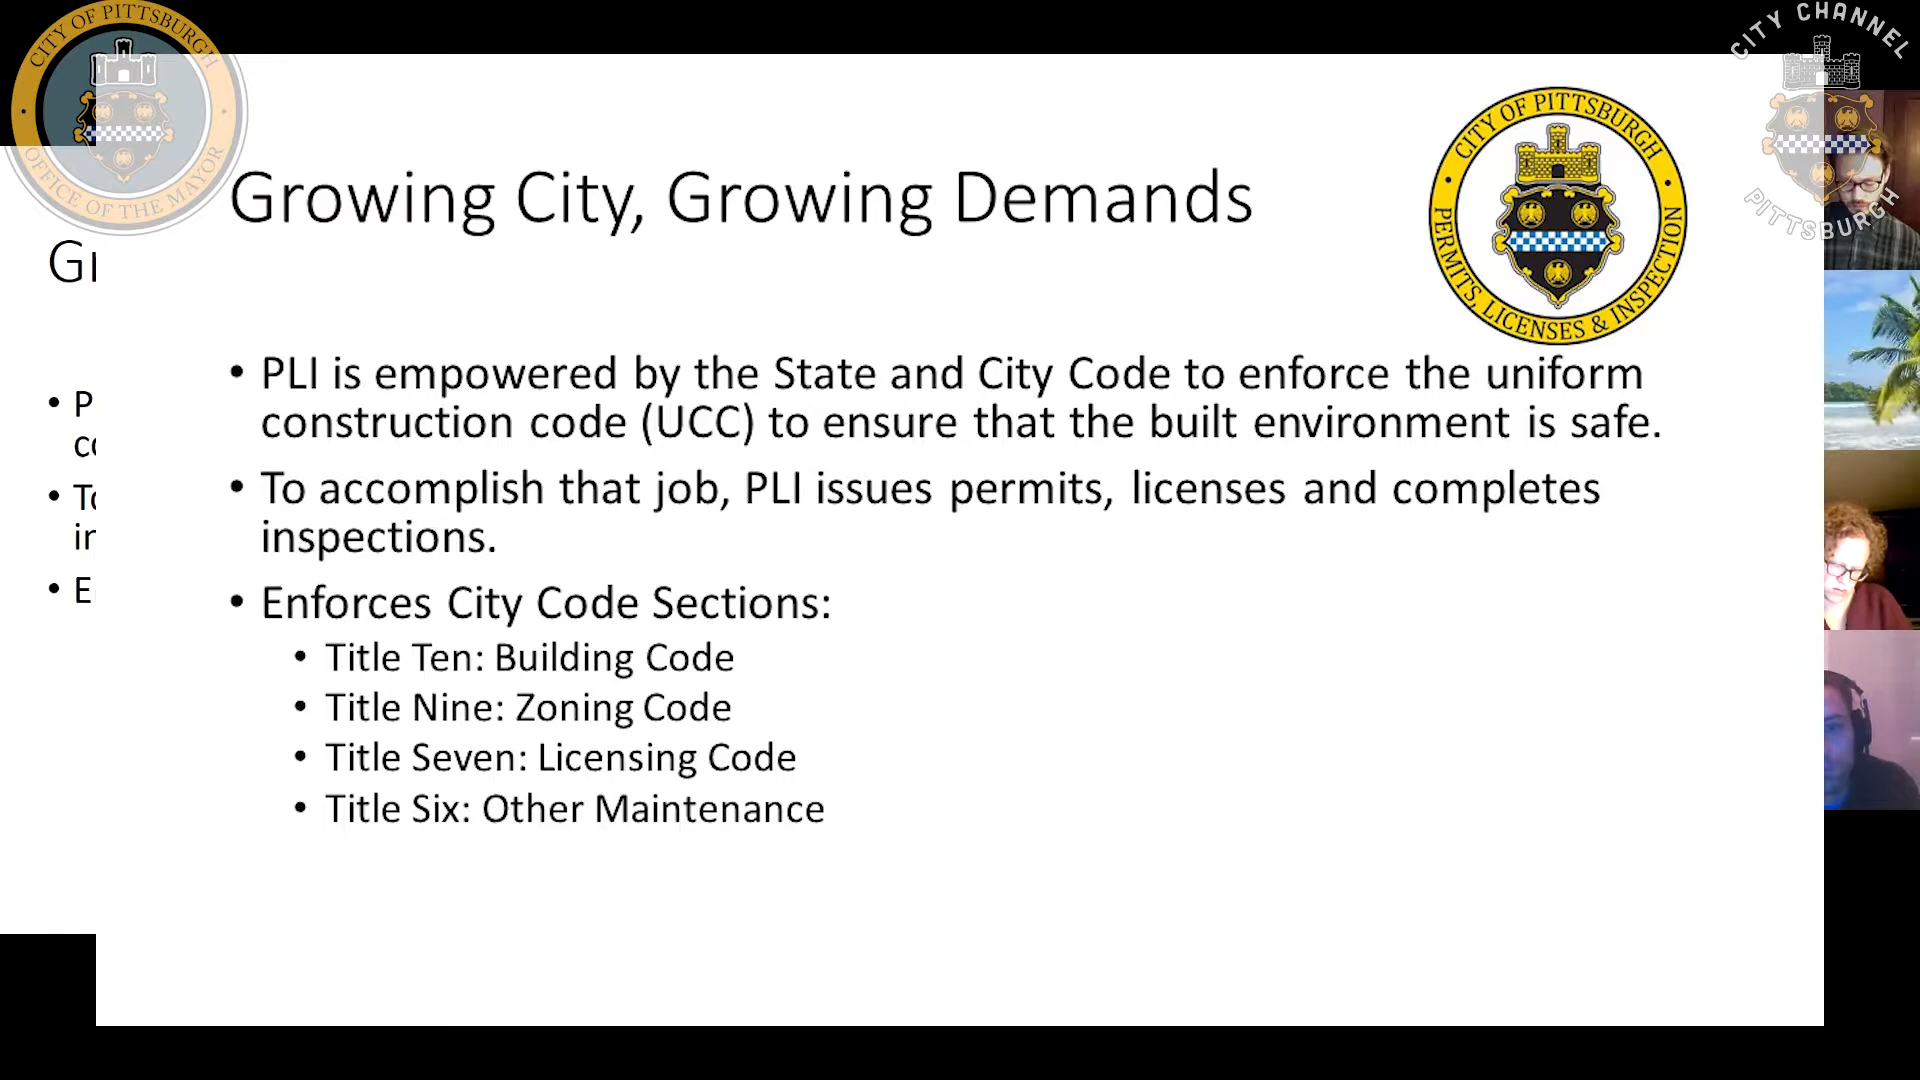 CITY OF PITTSBURGH
OFFICE OF THE MAYOR
CITY CHANNEL
PITTSBURGH
CITY OF PITTSBURGH
PERMITS, LICENSES & INSPECTION
Growing City, Growing Demands
• PLI is empowered by the State and City Code to enforce the uniform
construction code (UCC) to ensure that the built environment is safe.
• To accomplish that job, PLI issues permits, licenses and completes
inspections.
• Enforces City Code Sections:
• Title Ten: Building Code
• Title Nine: Zoning Code
• Title Seven: Licensing Code
• Title Six: Other Maintenance